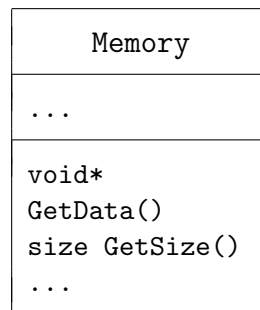 Memory
...
void*
GetData()
size GetSize()
...